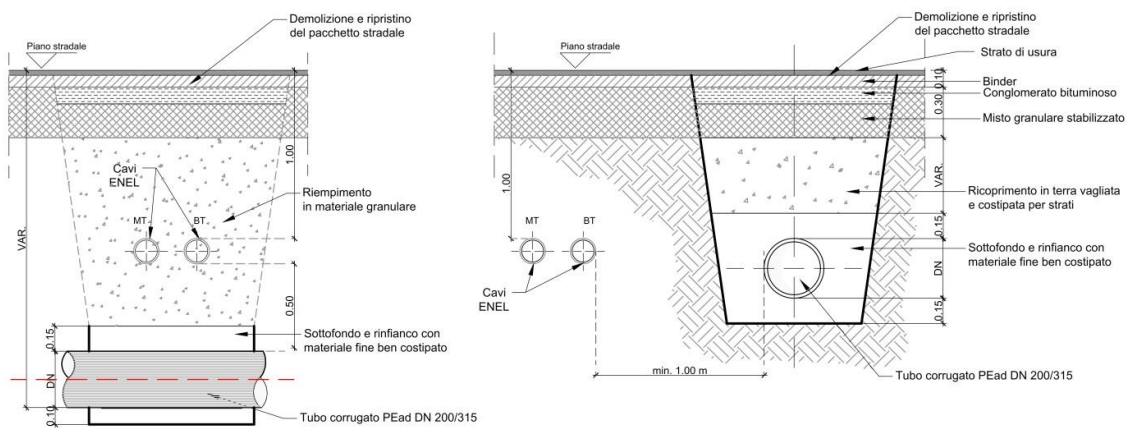 Demolizione e ripristino
del pacchetto stradale
Piano stradale
1.00
Cavi
ENEL
MT
BT
Riempimento
in materiale granulare
VAR.
0.50
0.15
Sottofondo e rinfianco con
materiale fine ben costipato
DN
0.10
Tubo corrugato PEad DN 200/315
Demolizione e ripristino
del pacchetto stradale
Piano stradale
Strato di usura
0.10
Binder
Conglomerato bituminoso
0.30
Misto granulare stabilizzato
1.00
VAR.
Ricoprimento in terra vagliata
e costipata per strati
MT
BT
0.15
Sottofondo e rinfianco con
materiale fine ben costipato
DN
Cavi
ENEL
0.15
min. 1.00 m
Tubo corrugato PEad DN 200/315